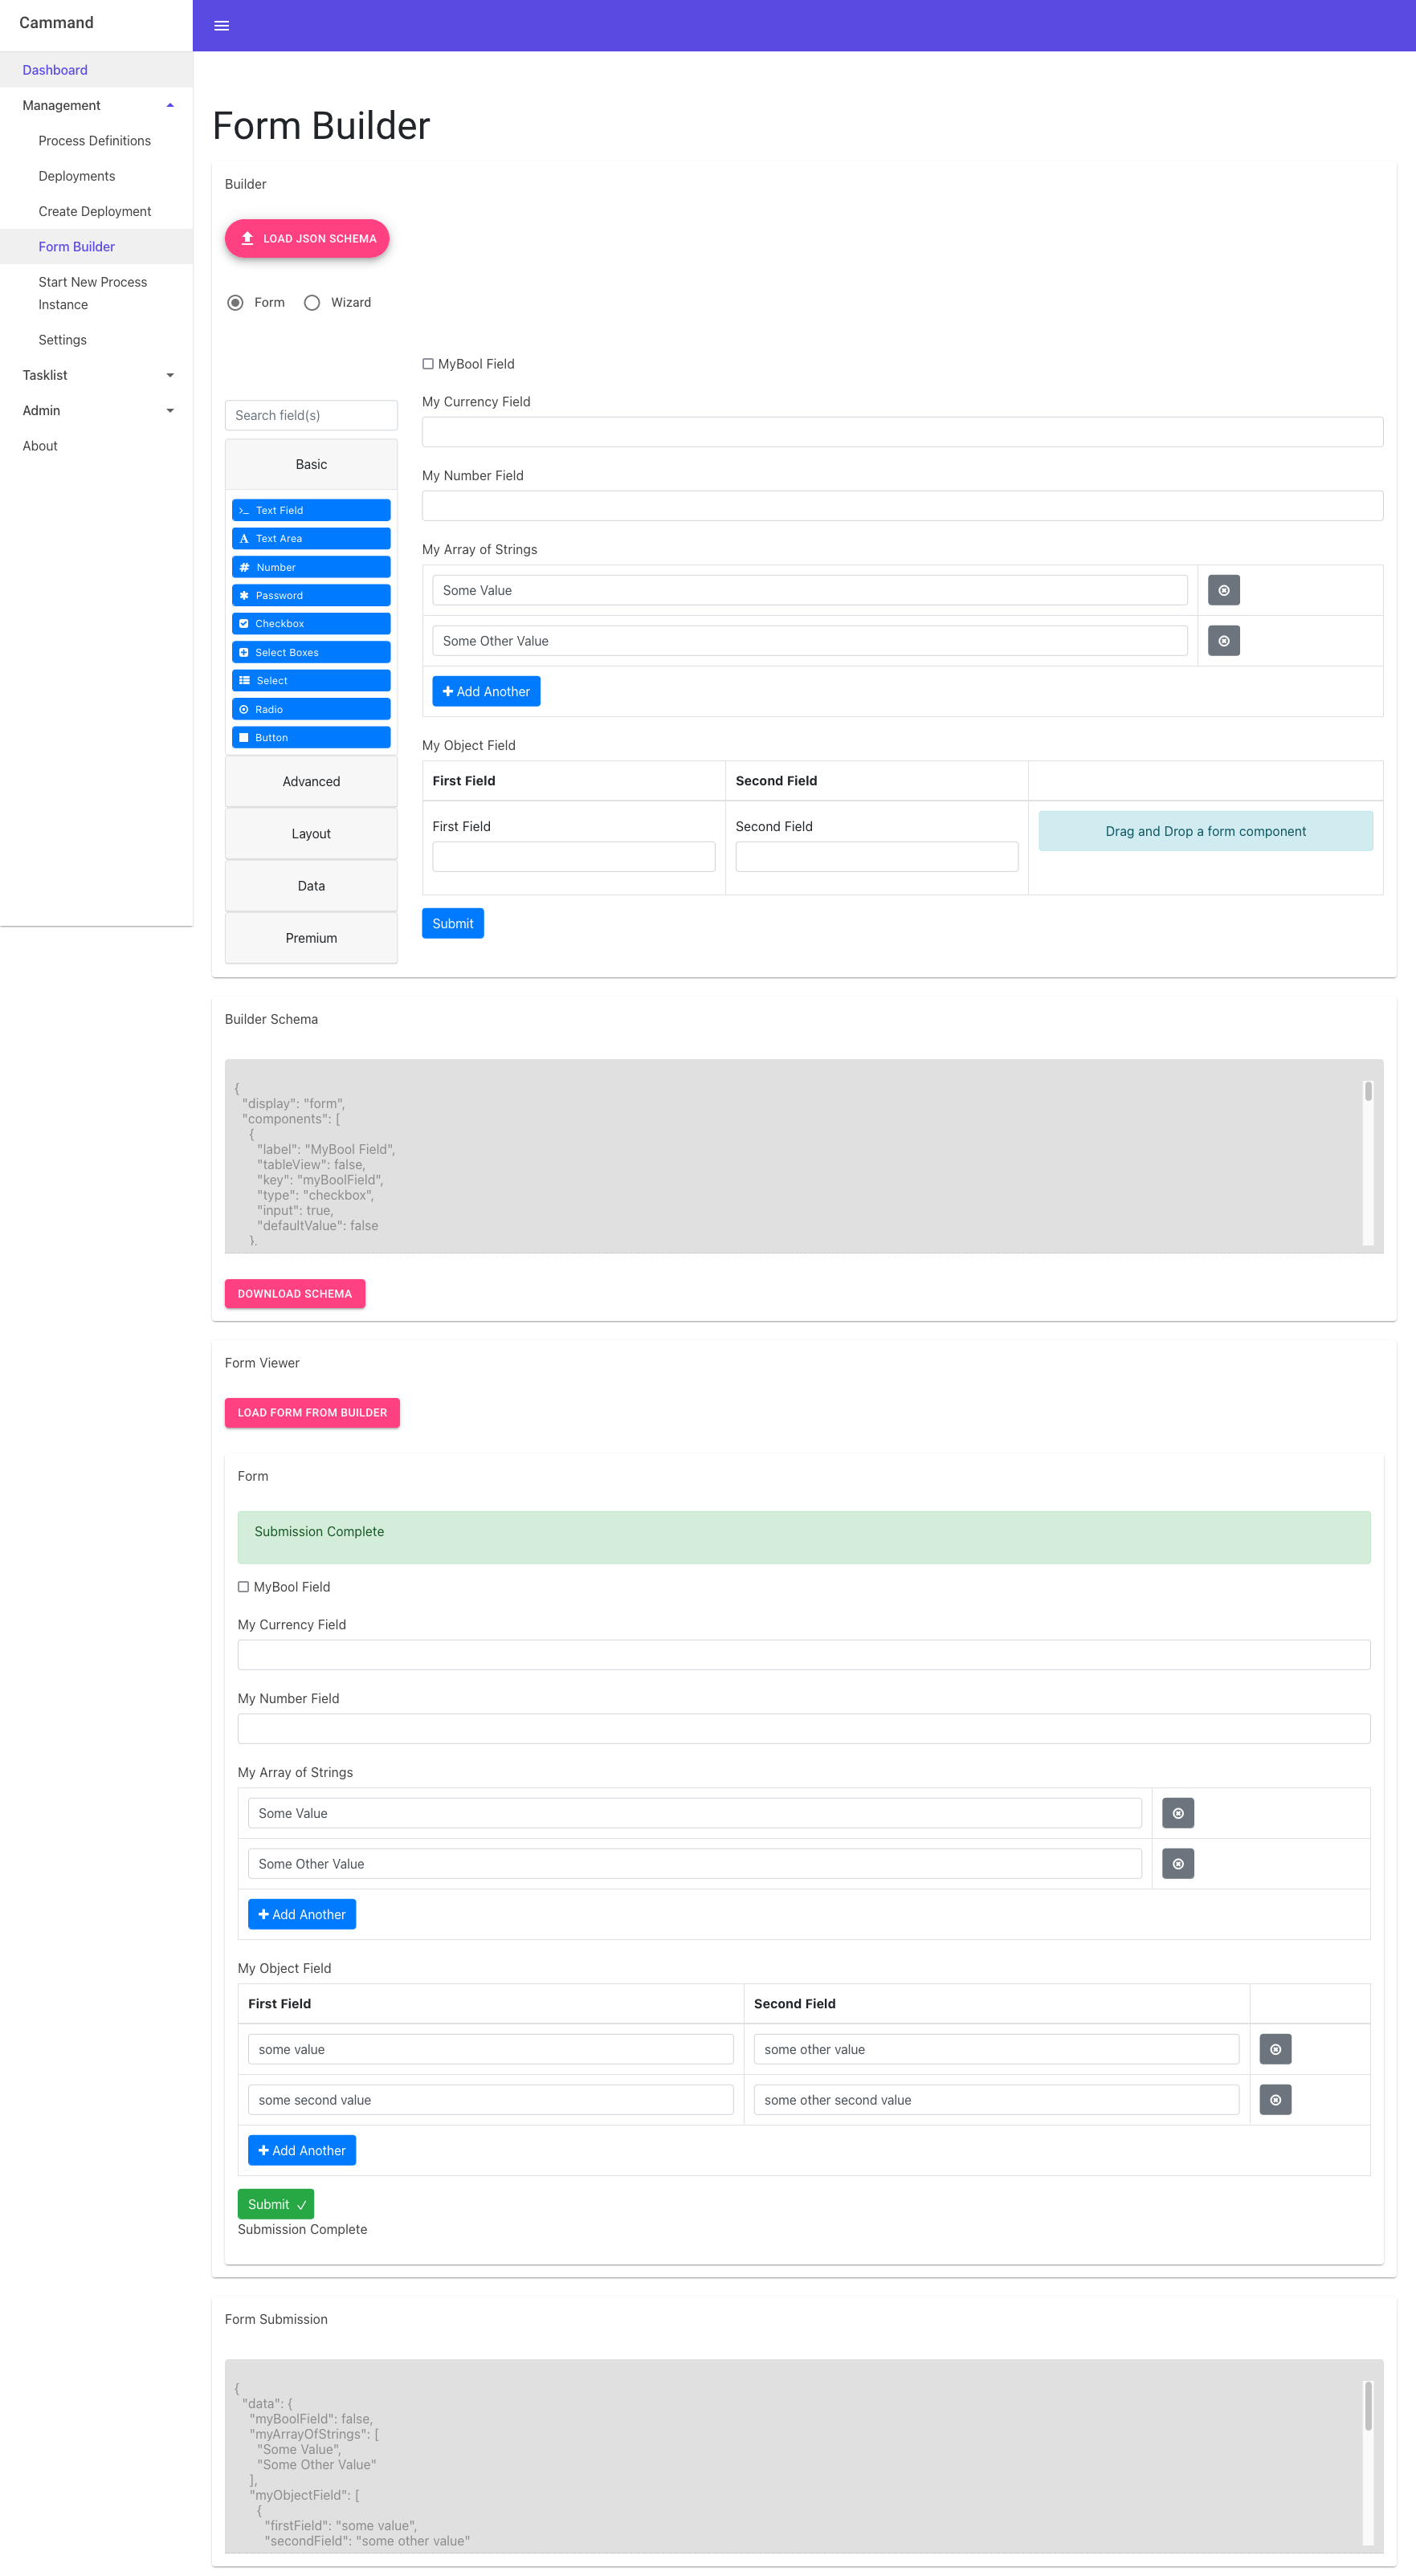 Cammand
Dashboard
Management
Process Definitions
Deployments
Create Deployment
Form Builder
Start New Process
Instance
Settings
Tasklist
Admin
About
Form Builder
Builder
LOAD JSON SCHEMA
Form Wizard
Search field(s)
Basic
Text Field
Text Area
Number
Password
Checkbox
Select Boxes
Select
Radio
Button
Advanced
Layout
Data
Premium
MyBool Field
My Currency Field
My Number Field
My Array of Strings
Some Value
Some Other Value
Add Another
My Object Field
First Field Second Field
First Field Second Field Drag and Drop a form component
Submit
Builder Schema
{
"display": "form",
"components": [
{
"label": "MyBool Field",
"tableView": false,
"key": "myBoolField",
"type": "checkbox",
"input": true,
"defaultValue": false
},
DOWNLOAD SCHEMA
Form Viewer
LOAD FORM FROM BUILDER
Form
Submission Complete
MyBool Field
My Currency Field
My Number Field
My Array of Strings
Some Value
Some Other Value
Add Another
My Object Field
First Field Second Field
some value some other value
some second value some other second value
Add Another
Submit
Submission Complete
Form Submission
{
"data": {
"myBoolField": false,
"myArrayOfStrings": [
"Some Value",
"Some Other Value"
],
"myObjectField": [
{
"firstField": "some value",
"secondField": "some other value"